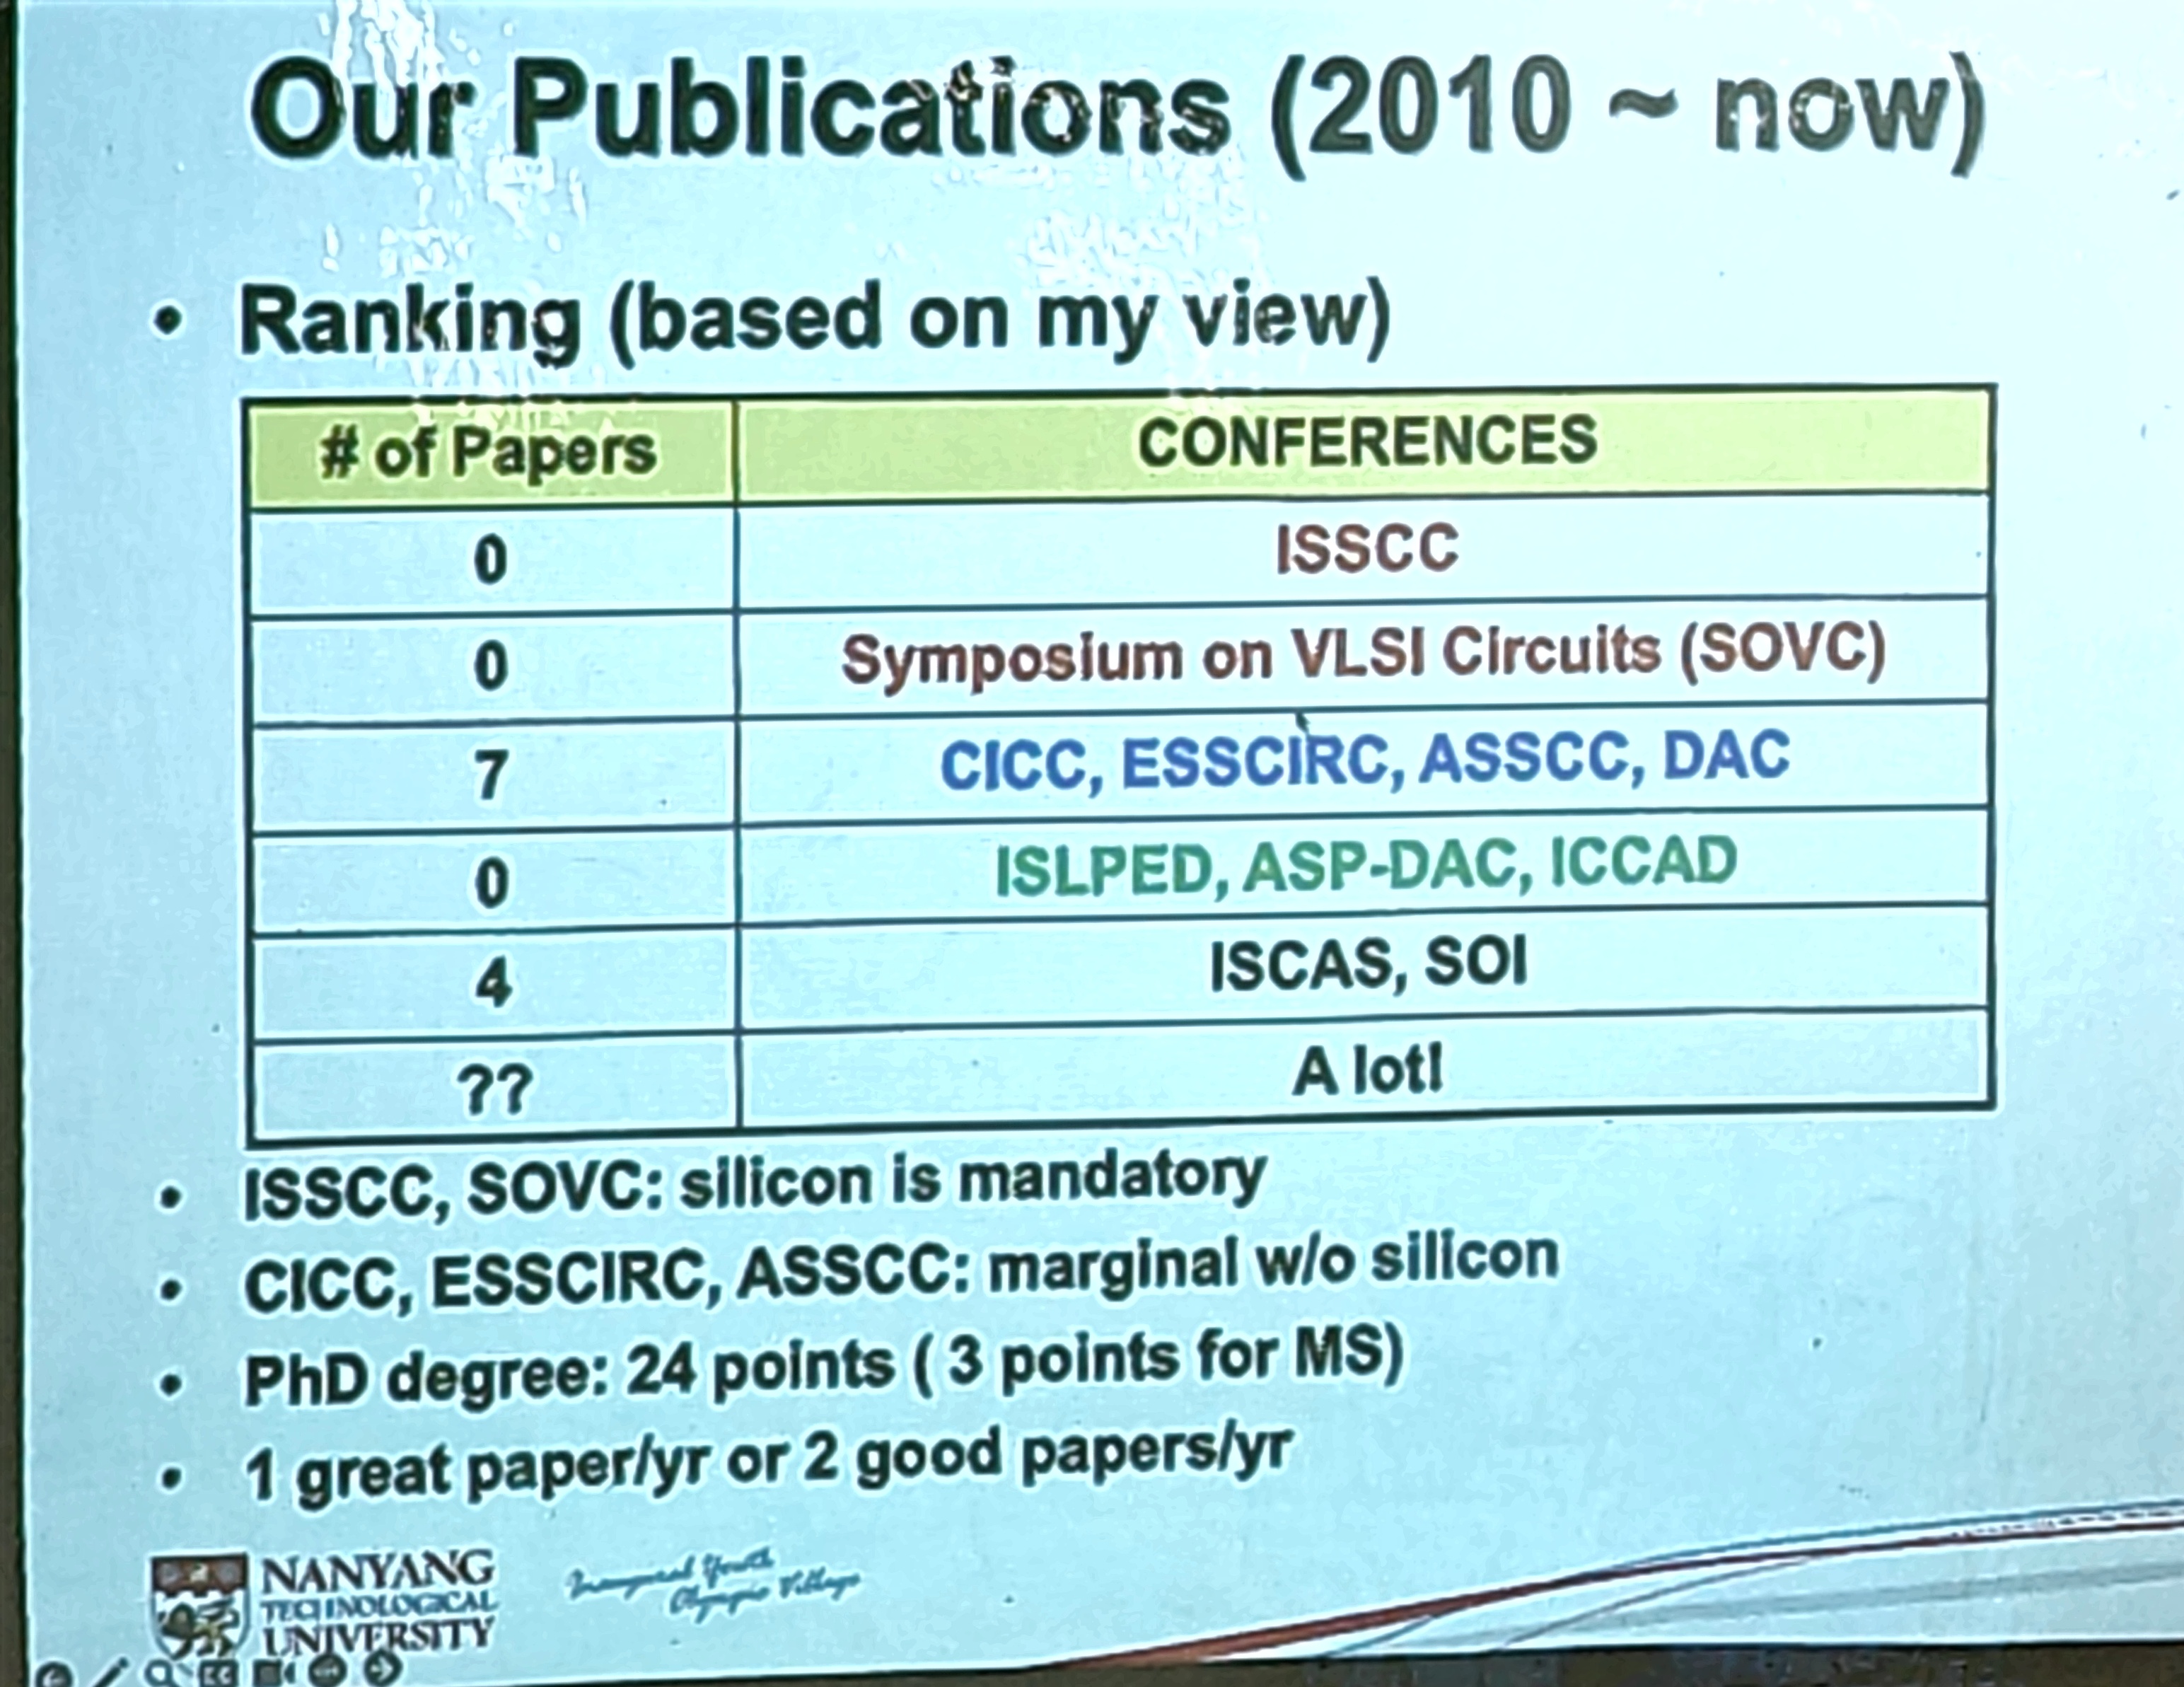 Our Publications (2010 ~ now)
• Ranking (based on my view)
# of Papers CONFERENCES
0 ISSCC
0 Symposium on VLSI Circuits (SOVC)
7 CICC, ESSCIRC, ASSCC, DAC
0 ISLPED, ASP-DAC, ICCAD
4 ISCAS, SOI
?? A lot!
• ISSCC, SOVC: silicon is mandatory
• CICC, ESSCIRC, ASSCC: marginal w/o silicon
• PhD degree: 24 points ( 3 points for MS)
• 1 great paper/yr or 2 good papers/yr
NANYANG
TECHNOLOGICAL
UNIVERSITY
Inaugural Youth
Olympic Village